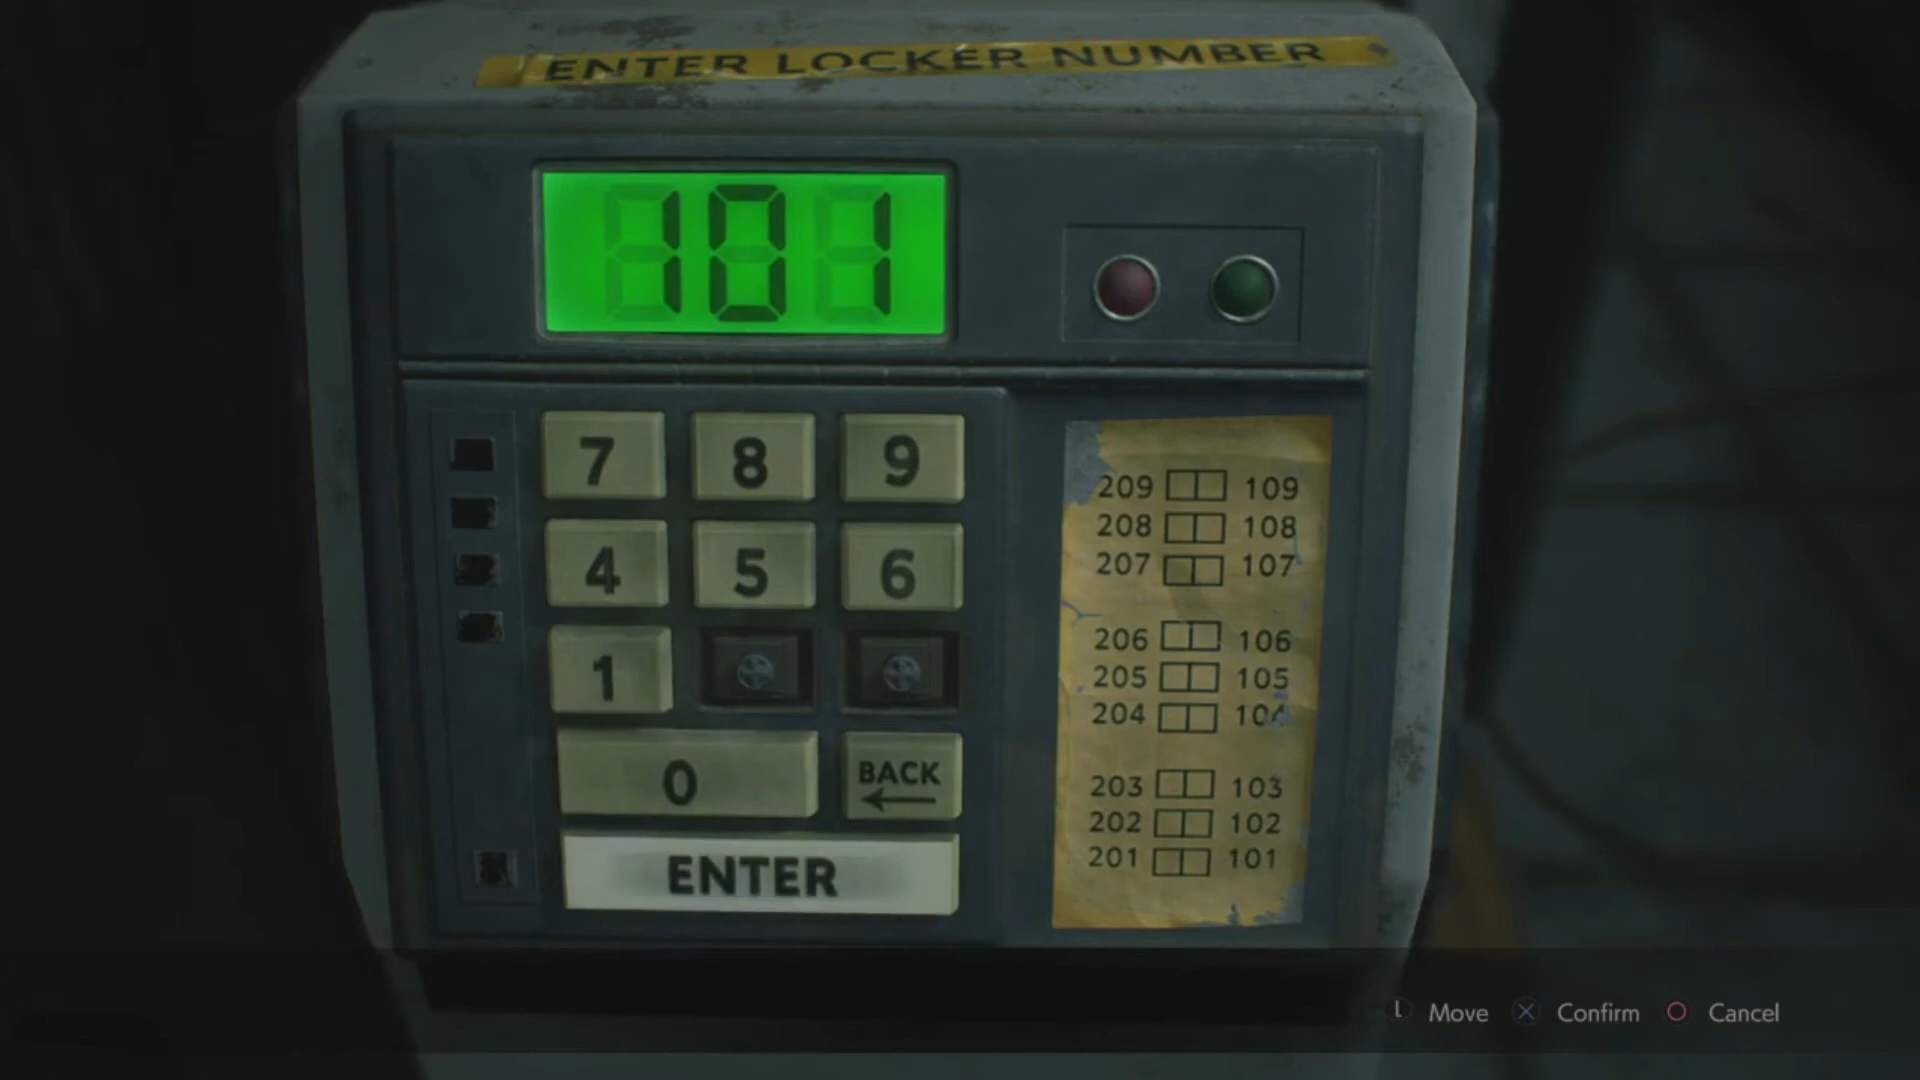 ENTER LOCKER NUMBER
101
7 8 9
4 5 6
1
0 BACK
ENTER
209 109
208 108
207 107
206 106
205 105
204 104
203 103
202 102
201 101
L Move Confirm Cancel